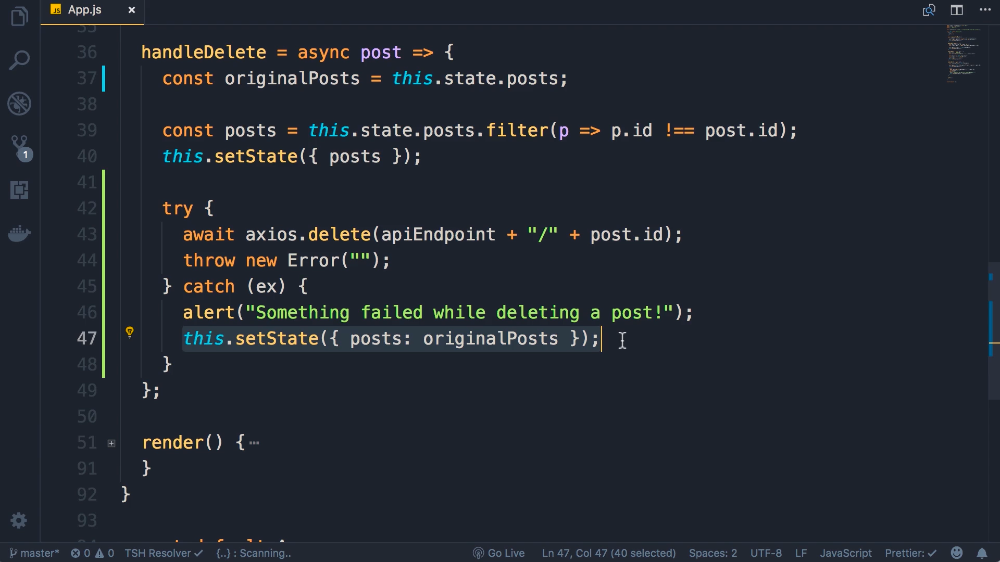 JS App.js ×
35
36 handleDelete = async post => {
37 const originalPosts = this.state.posts;
38
39 const posts = this.state.posts.filter(p => p.id !== post.id);
40 this.setState({ posts });
41
42 try {
43 await axios.delete(apiEndpoint + "/" + post.id);
44 throw new Error("");
45 } catch (ex) {
46 alert("Something failed while deleting a post!");
47 this.setState({ posts: originalPosts });
48 }
49 };
50
51 render() { …
91 }
92 }
93
1
master* 0 0 TSH Resolver ✓ {..} : Scanning.. Go Live Ln 47, Col 47 (40 selected) Spaces: 2 UTF-8 LF JavaScript Prettier: ✓